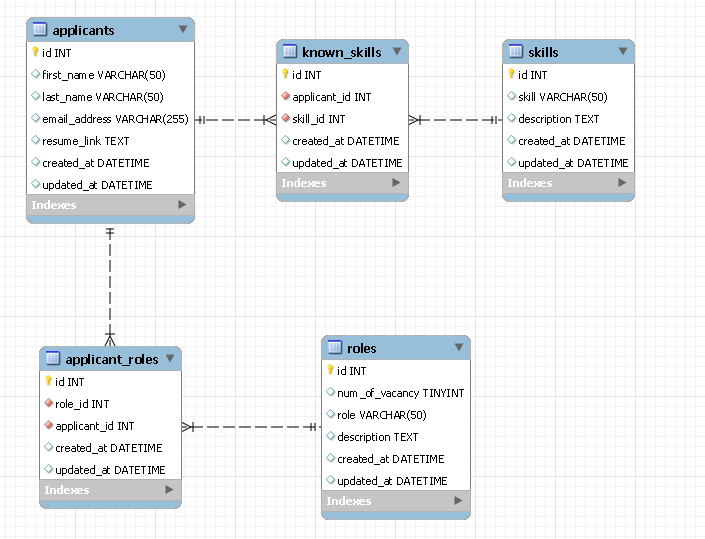 applicants
id INT
first_name VARCHAR(50)
last_name VARCHAR(50)
email_address VARCHAR(255)
resume_link TEXT
created_at DATETIME
updated_at DATETIME
Indexes
known_skills
id INT
applicant_id INT
skill_id INT
created_at DATETIME
updated_at DATETIME
Indexes
skills
id INT
skill VARCHAR(50)
description TEXT
created_at DATETIME
updated_at DATETIME
Indexes
applicant_roles
id INT
role_id INT
applicant_id INT
created_at DATETIME
updated_at DATETIME
Indexes
roles
id INT
num_of_vacancy TINYINT
role VARCHAR(50)
description TEXT
created_at DATETIME
updated_at DATETIME
Indexes